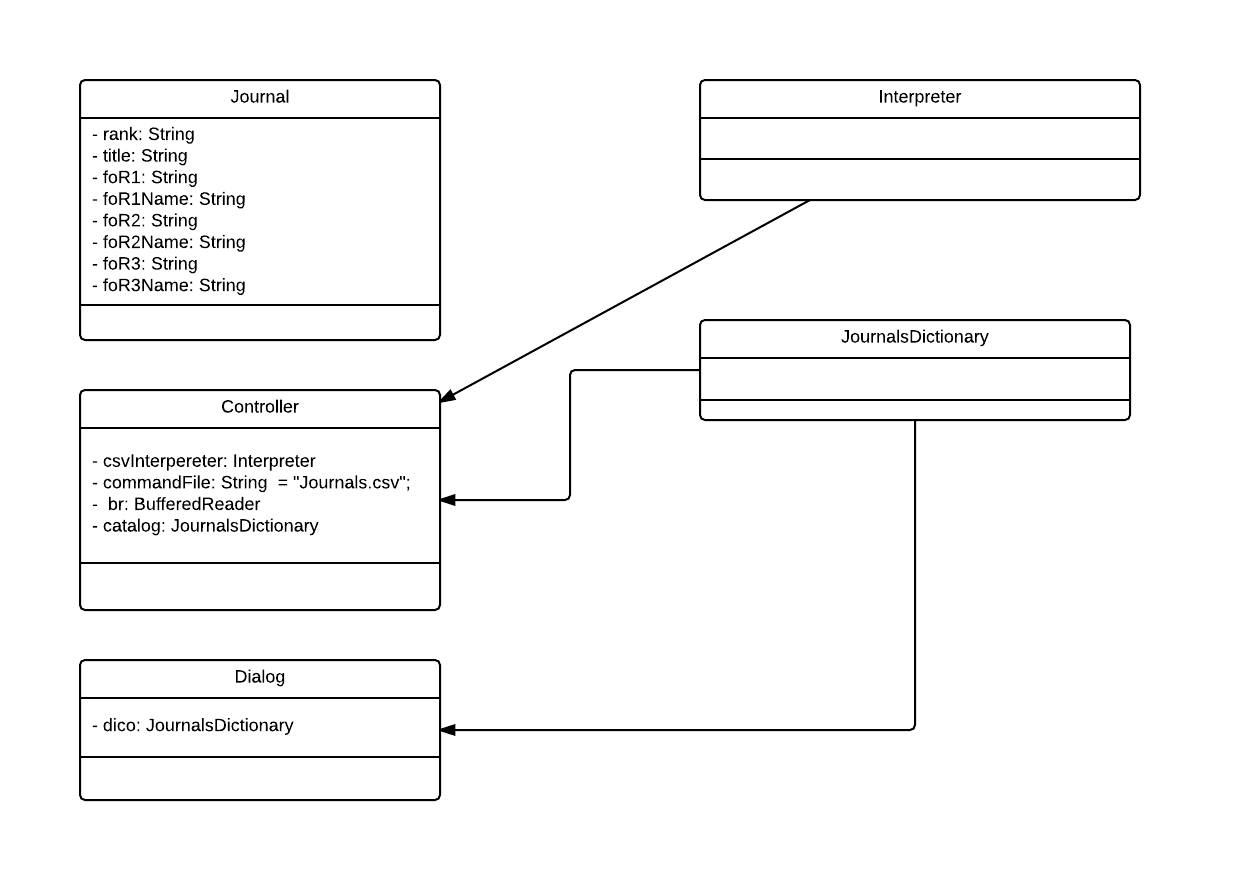 Journal
- rank: String
- title: String
- foR1: String
- foR1Name: String
- foR2: String
- foR2Name: String
- foR3: String
- foR3Name: String
Interpreter
JournalsDictionary
Controller
- csvInterpereter: Interpreter
- commandFile: String  = "Journals.csv";
-  br: BufferedReader
- catalog: JournalsDictionary
Dialog
- dico: JournalsDictionary